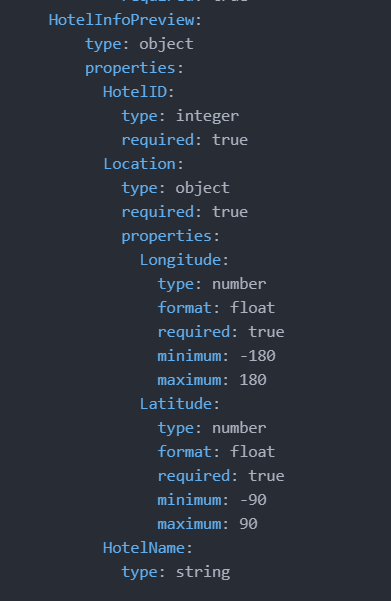 required: true
HotelInfoPreview:
type: object
properties:
HotelID:
type: integer
required: true
Location:
type: object
required: true
properties:
Longitude:
type: number
format: float
required: true
minimum: -180
maximum: 180
Latitude:
type: number
format: float
required: true
minimum: -90
maximum: 90
HotelName:
type: string